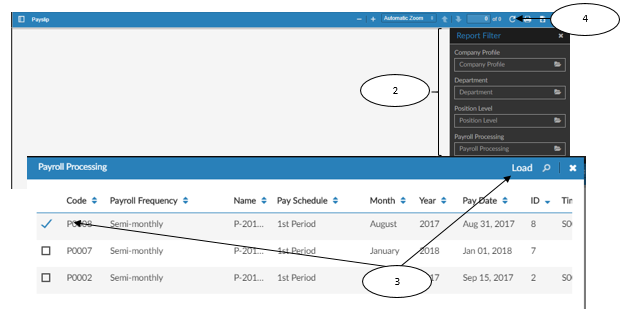 Payslip
− + Automatic Zoom 0 of 0
4
Report Filter ×
Company Profile
Company Profile
Department
Department
2
Position Level
Position Level
Payroll Processing
Payroll Processing
Payroll Processing
Load ×
Code Payroll Frequency Name Pay Schedule Month Year Pay Date ID Tim
P0008 Semi-monthly P-201... 1st Period August 2017 Aug 31, 2017 8 SO
P0007 Semi-monthly P-201... 1st Period January 2018 Jan 01, 2018 7
P0002 Semi-monthly P-201... 1st Period 17 Sep 15, 2017 2 SO
3